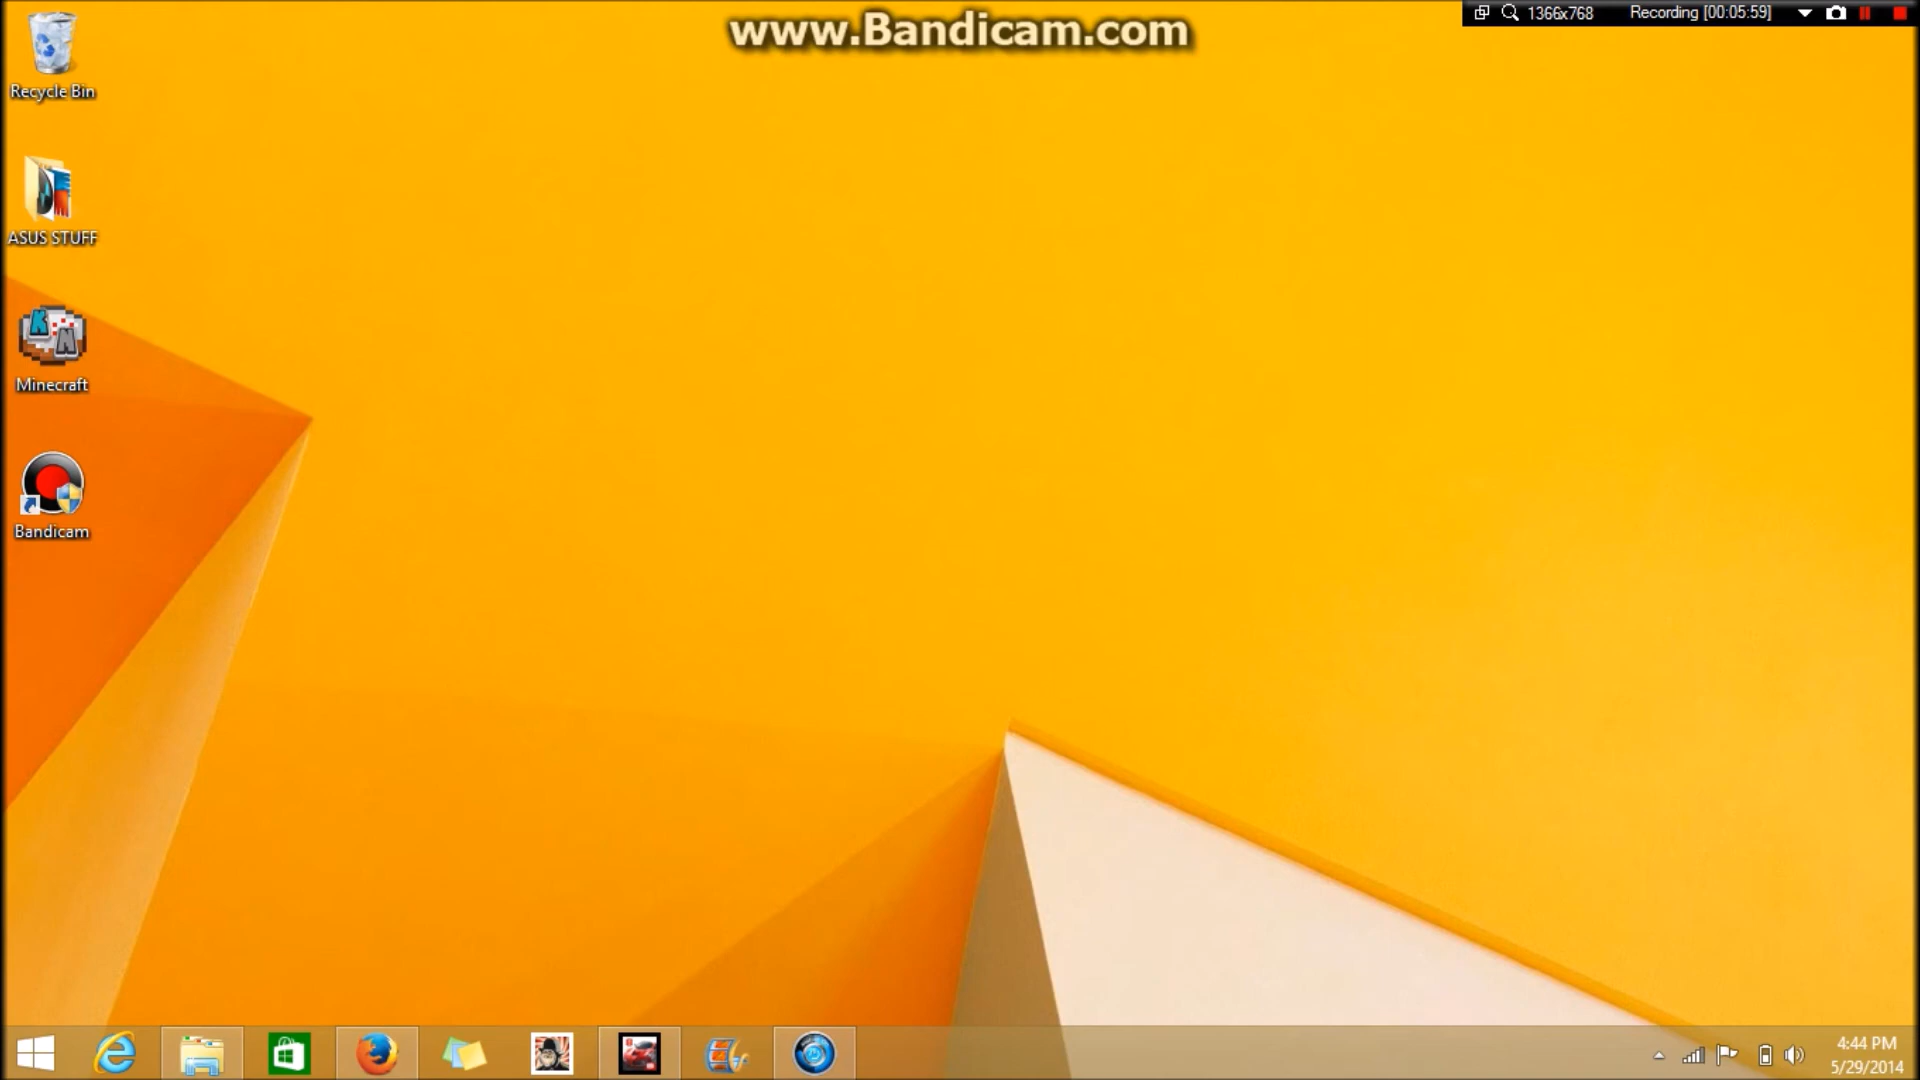 www.Bandicam.com
1366x768 Recording [00:05:59]
Recycle Bin
ASUS STUFF
Minecraft
Bandicam
4:44 PM
5/29/2014